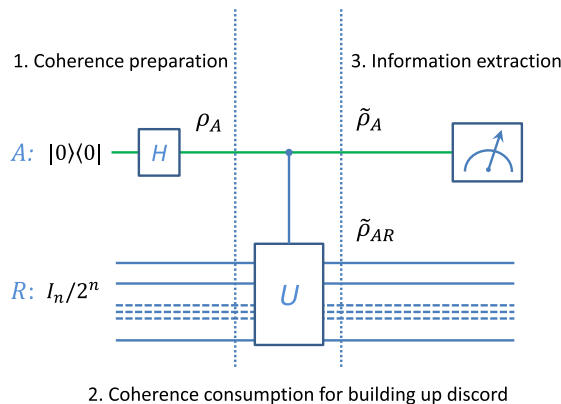 1. Coherence preparation
3. Information extraction
A: |0⟩⟨0| H ρ_A ρ̃_A
ρ̃_AR
R: I_n/2^n U
2. Coherence consumption for building up discord